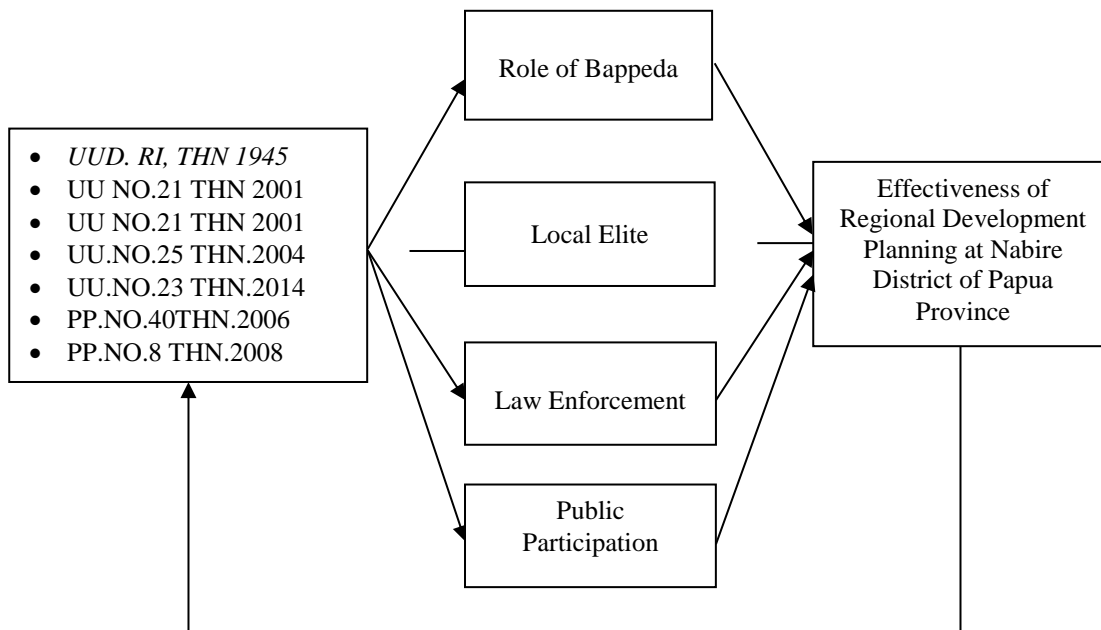 • UUD. RI, THN 1945
• UU NO.21 THN 2001
• UU NO.21 THN 2001
• UU.NO.25 THN.2004
• UU.NO.23 THN.2014
• PP.NO.40THN.2006
• PP.NO.8 THN.2008
Role of Bappeda
Local Elite
Law Enforcement
Public
Participation
Effectiveness of
Regional Development
Planning at Nabire
District of Papua
Province